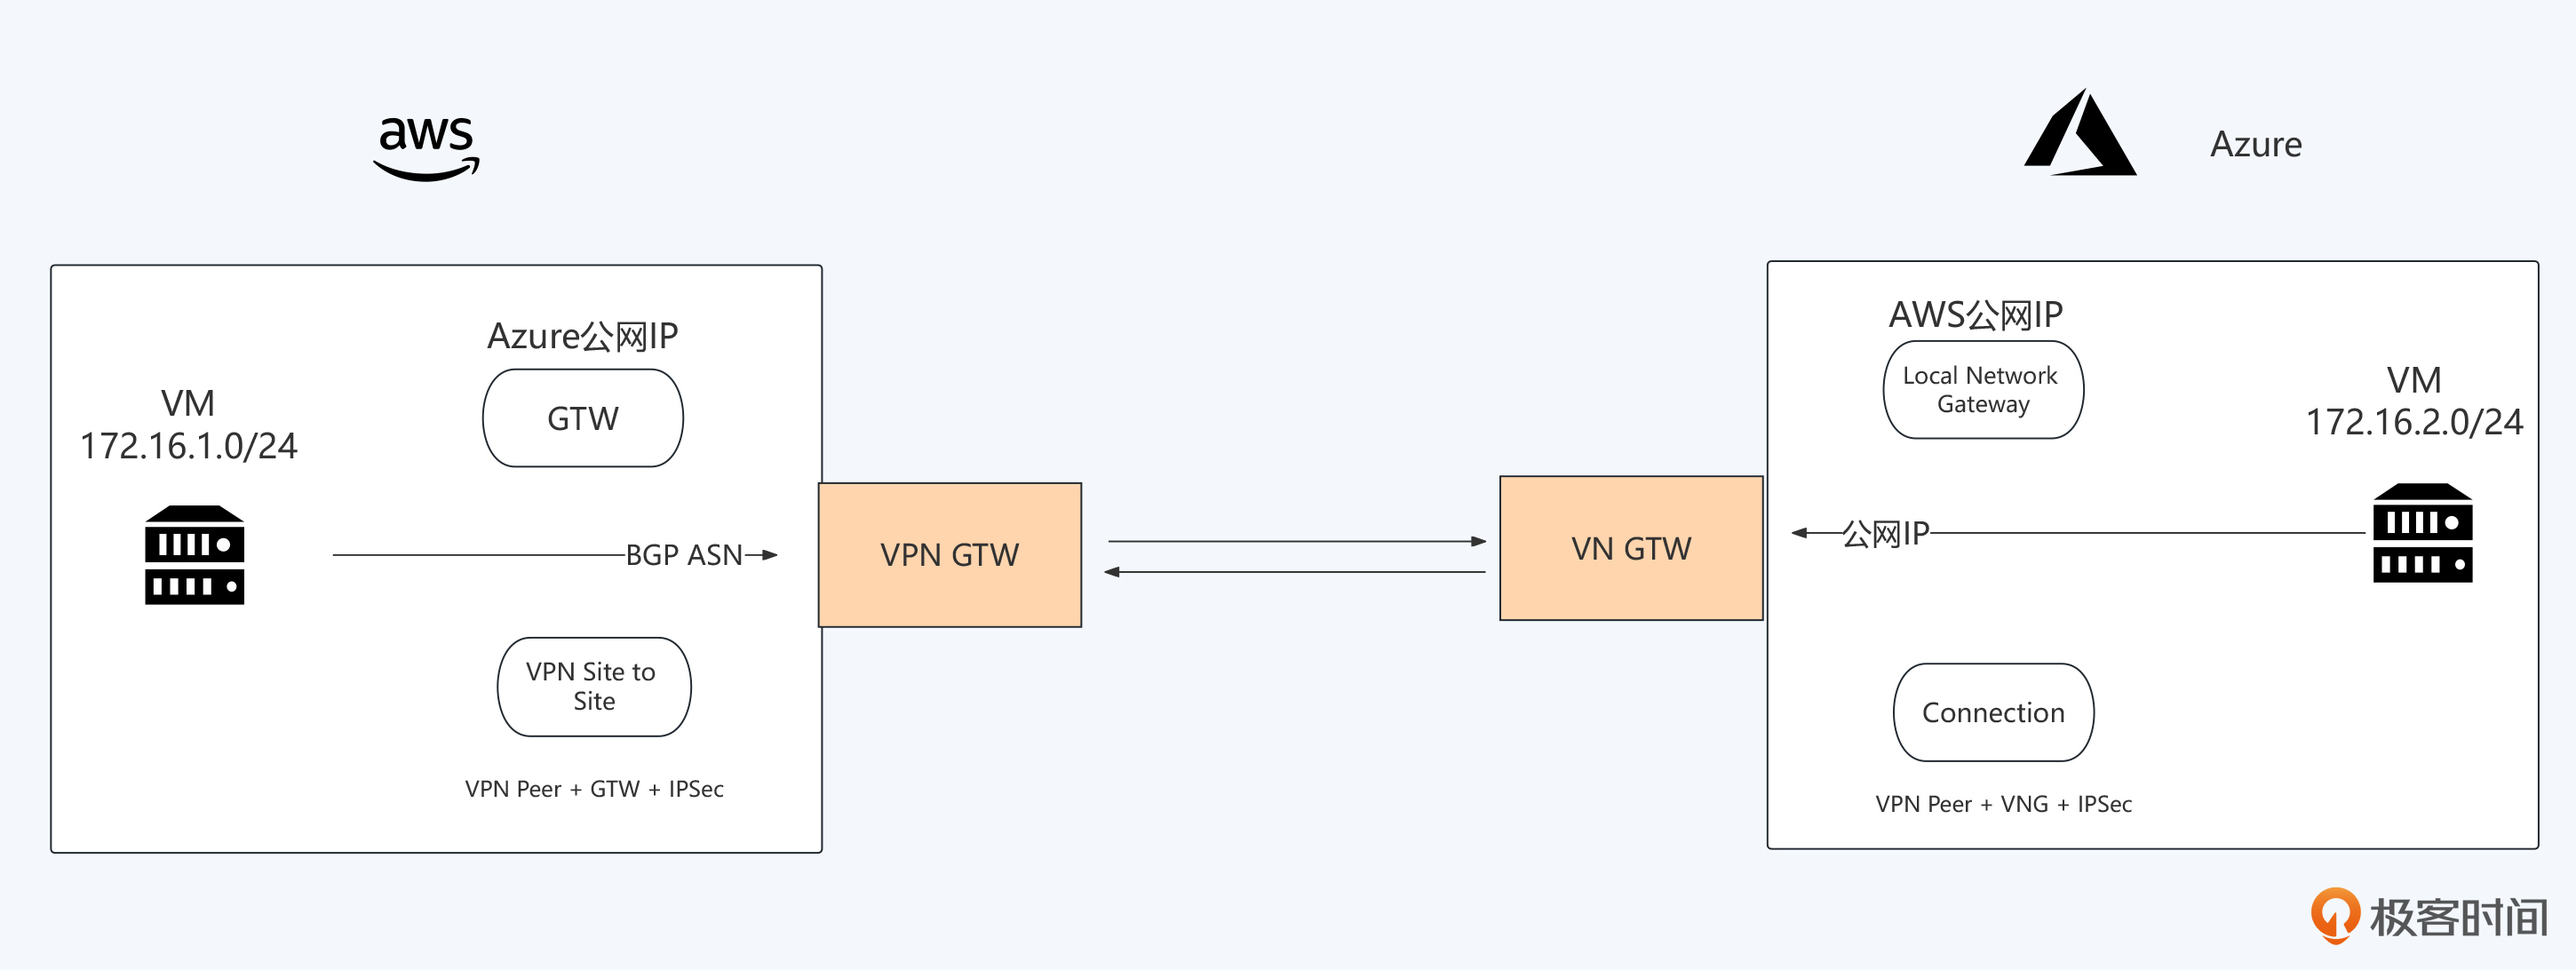 aws
Azure
Azure公网IP
GTW
VM
172.16.1.0/24
BGP ASN
VPN Site to
Site
VPN Peer + GTW + IPSec
VPN GTW
VN GTW
AWS公网IP
Local Network
Gateway
VM
172.16.2.0/24
公网IP
Connection
VPN Peer + VNG + IPSec
极客时间